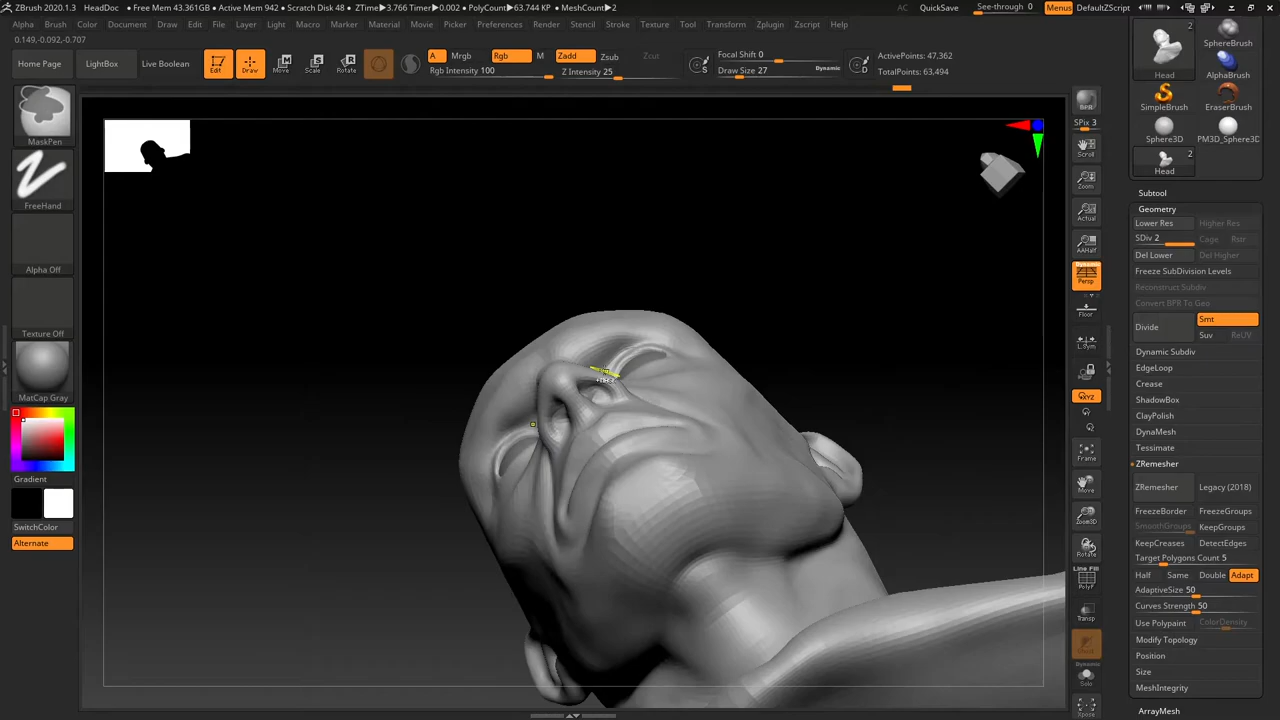 ZBrush 2020.1.3 HeadDoc • Free Mem 43.361GB • Active Mem 942 • Scratch Disk 48 • ZTime▶3.766 Timer▶0.002 • PolyCount▶63.744 KP • MeshCount▶2 AC QuickSave See-through 0 Menus DefaultZScript
Alpha Brush Color Document Draw Edit File Layer Light Macro Marker Material Movie Picker Preferences Render Stencil Stroke Texture Tool Transform Zplugin Zscript Help
0.149,-0.092,-0.707
Home Page LightBox Live Boolean Edit Draw Move Scale Rotate
A Mrgb Rgb M Zadd Zsub Zcut
Rgb Intensity 100 Z Intensity 25
S Focal Shift 0 D
Draw Size 27 Dynamic
ActivePoints: 47,362
TotalPoints: 63,494
MaskPen
FreeHand
Alpha Off
Texture Off
MatCap Gray
Gradient
SwitchColor
Alternate
BPR
SPix 3
Scroll
Zoom
Actual
AAHalf
Dynamic
Persp
Floor
L.Sym
XYZ
Frame
Move
Zoom3D
Rotate
Line Fill
PolyF
Transp
Dynamic
Solo
Xpose
2
Head SphereBrush
AlphaBrush
SimpleBrush EraserBrush
Sphere3D PM3D_Sphere3D
2
Head
Subtool
Geometry
Lower Res Higher Res
SDiv 2 Cage Rstr
Del Lower Del Higher
Freeze SubDivision Levels
Reconstruct Subdiv
Convert BPR To Geo
Divide Smt
Suv ReUV
Dynamic Subdiv
EdgeLoop
Crease
ShadowBox
ClayPolish
DynaMesh
Tessimate
ZRemesher
ZRemesher Legacy (2018)
FreezeBorder FreezeGroups
SmoothGroups KeepGroups
KeepCreases DetectEdges
Target Polygons Count 5
Half Same Double Adapt
AdaptiveSize 50
Curves Strength 50
Use Polypaint ColorDensity
Modify Topology
Position
Size
MeshIntegrity
ArrayMesh